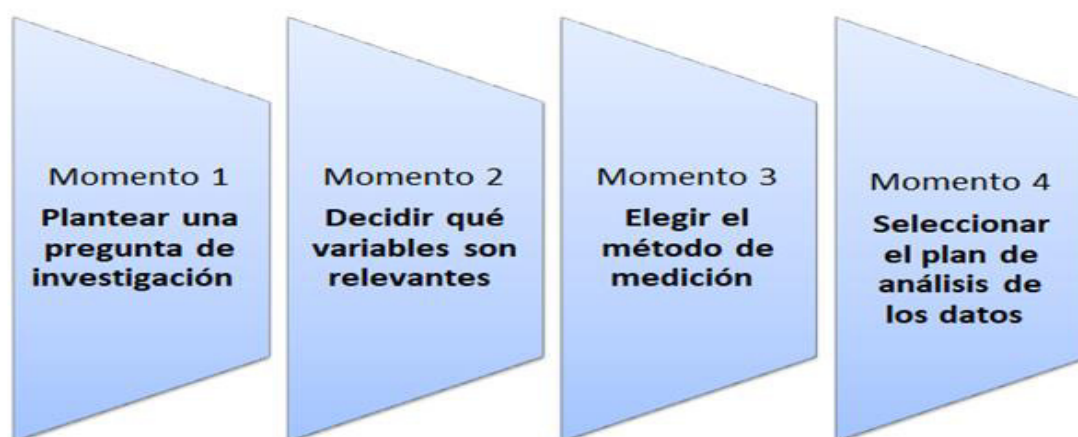 Momento 1
Plantear una
pregunta de
investigación
Momento 2
Decidir qué
variables son
relevantes
Momento 3
Elegir el
método de
medición
Momento 4
Seleccionar
el plan de
análisis de
los datos